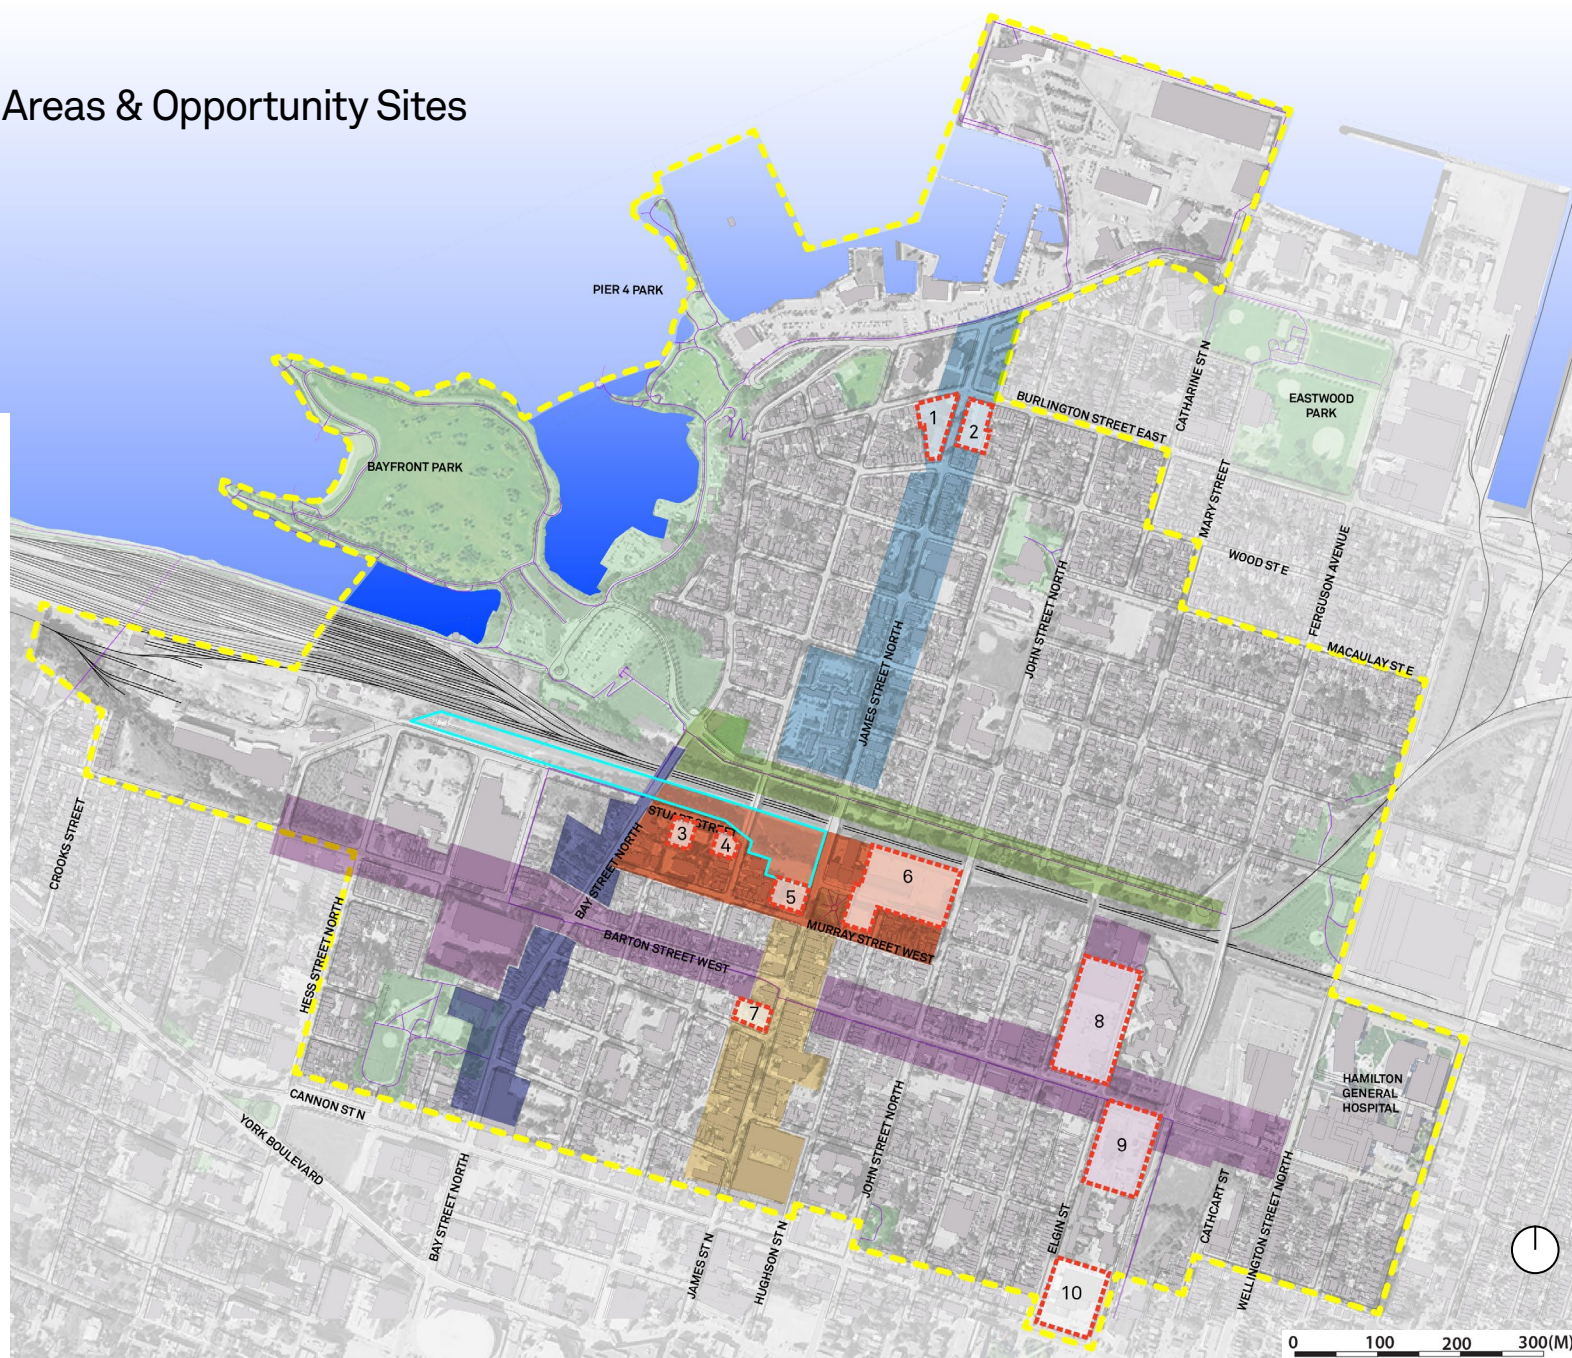 Areas & Opportunity Sites
PIER 4 PARK
BAYFRONT PARK
CATHARINE ST N
EASTWOOD
PARK
BURLINGTON STREET EAST
1
2
MARY STREET
WOOD ST E
FERGUSON AVENUE
JOHN STREET NORTH
JAMES STREET NORTH
MACAULAY ST E
CROOKS STREET
STUART STREET
3
4
5
6
BAY STREET NORTH
MURRAY STREET WEST
BARTON STREET WEST
HESS STREET NORTH
7
8
HAMILTON
GENERAL
HOSPITAL
CANNON ST N
YORK BOULEVARD
JOHN STREET NORTH
9
BAY STREET NORTH
JAMES ST N
HUGHSON ST N
ELGIN ST
CATHCART ST
WELLINGTON STREET NORTH
10
0 100 200 300(M)